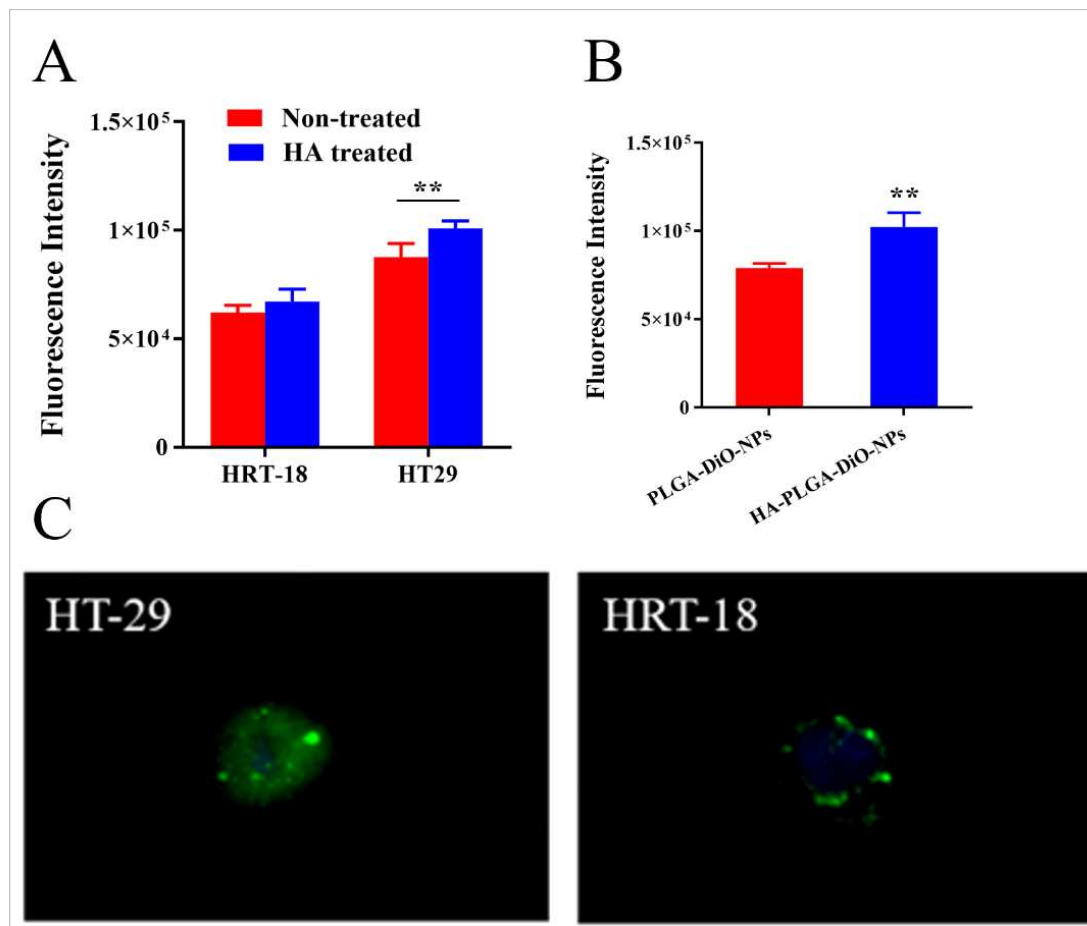 A
Fluorescence Intensity
1.5×10⁵
1×10⁵
5×10⁴
0
Non-treated
HA treated
**
HRT-18
HT29
B
Fluorescence Intensity
1.5×10⁵
1×10⁵
5×10⁴
0
**
PLGA-DiO-NPs
HA-PLGA-DiO-NPs
C
HT-29
HRT-18